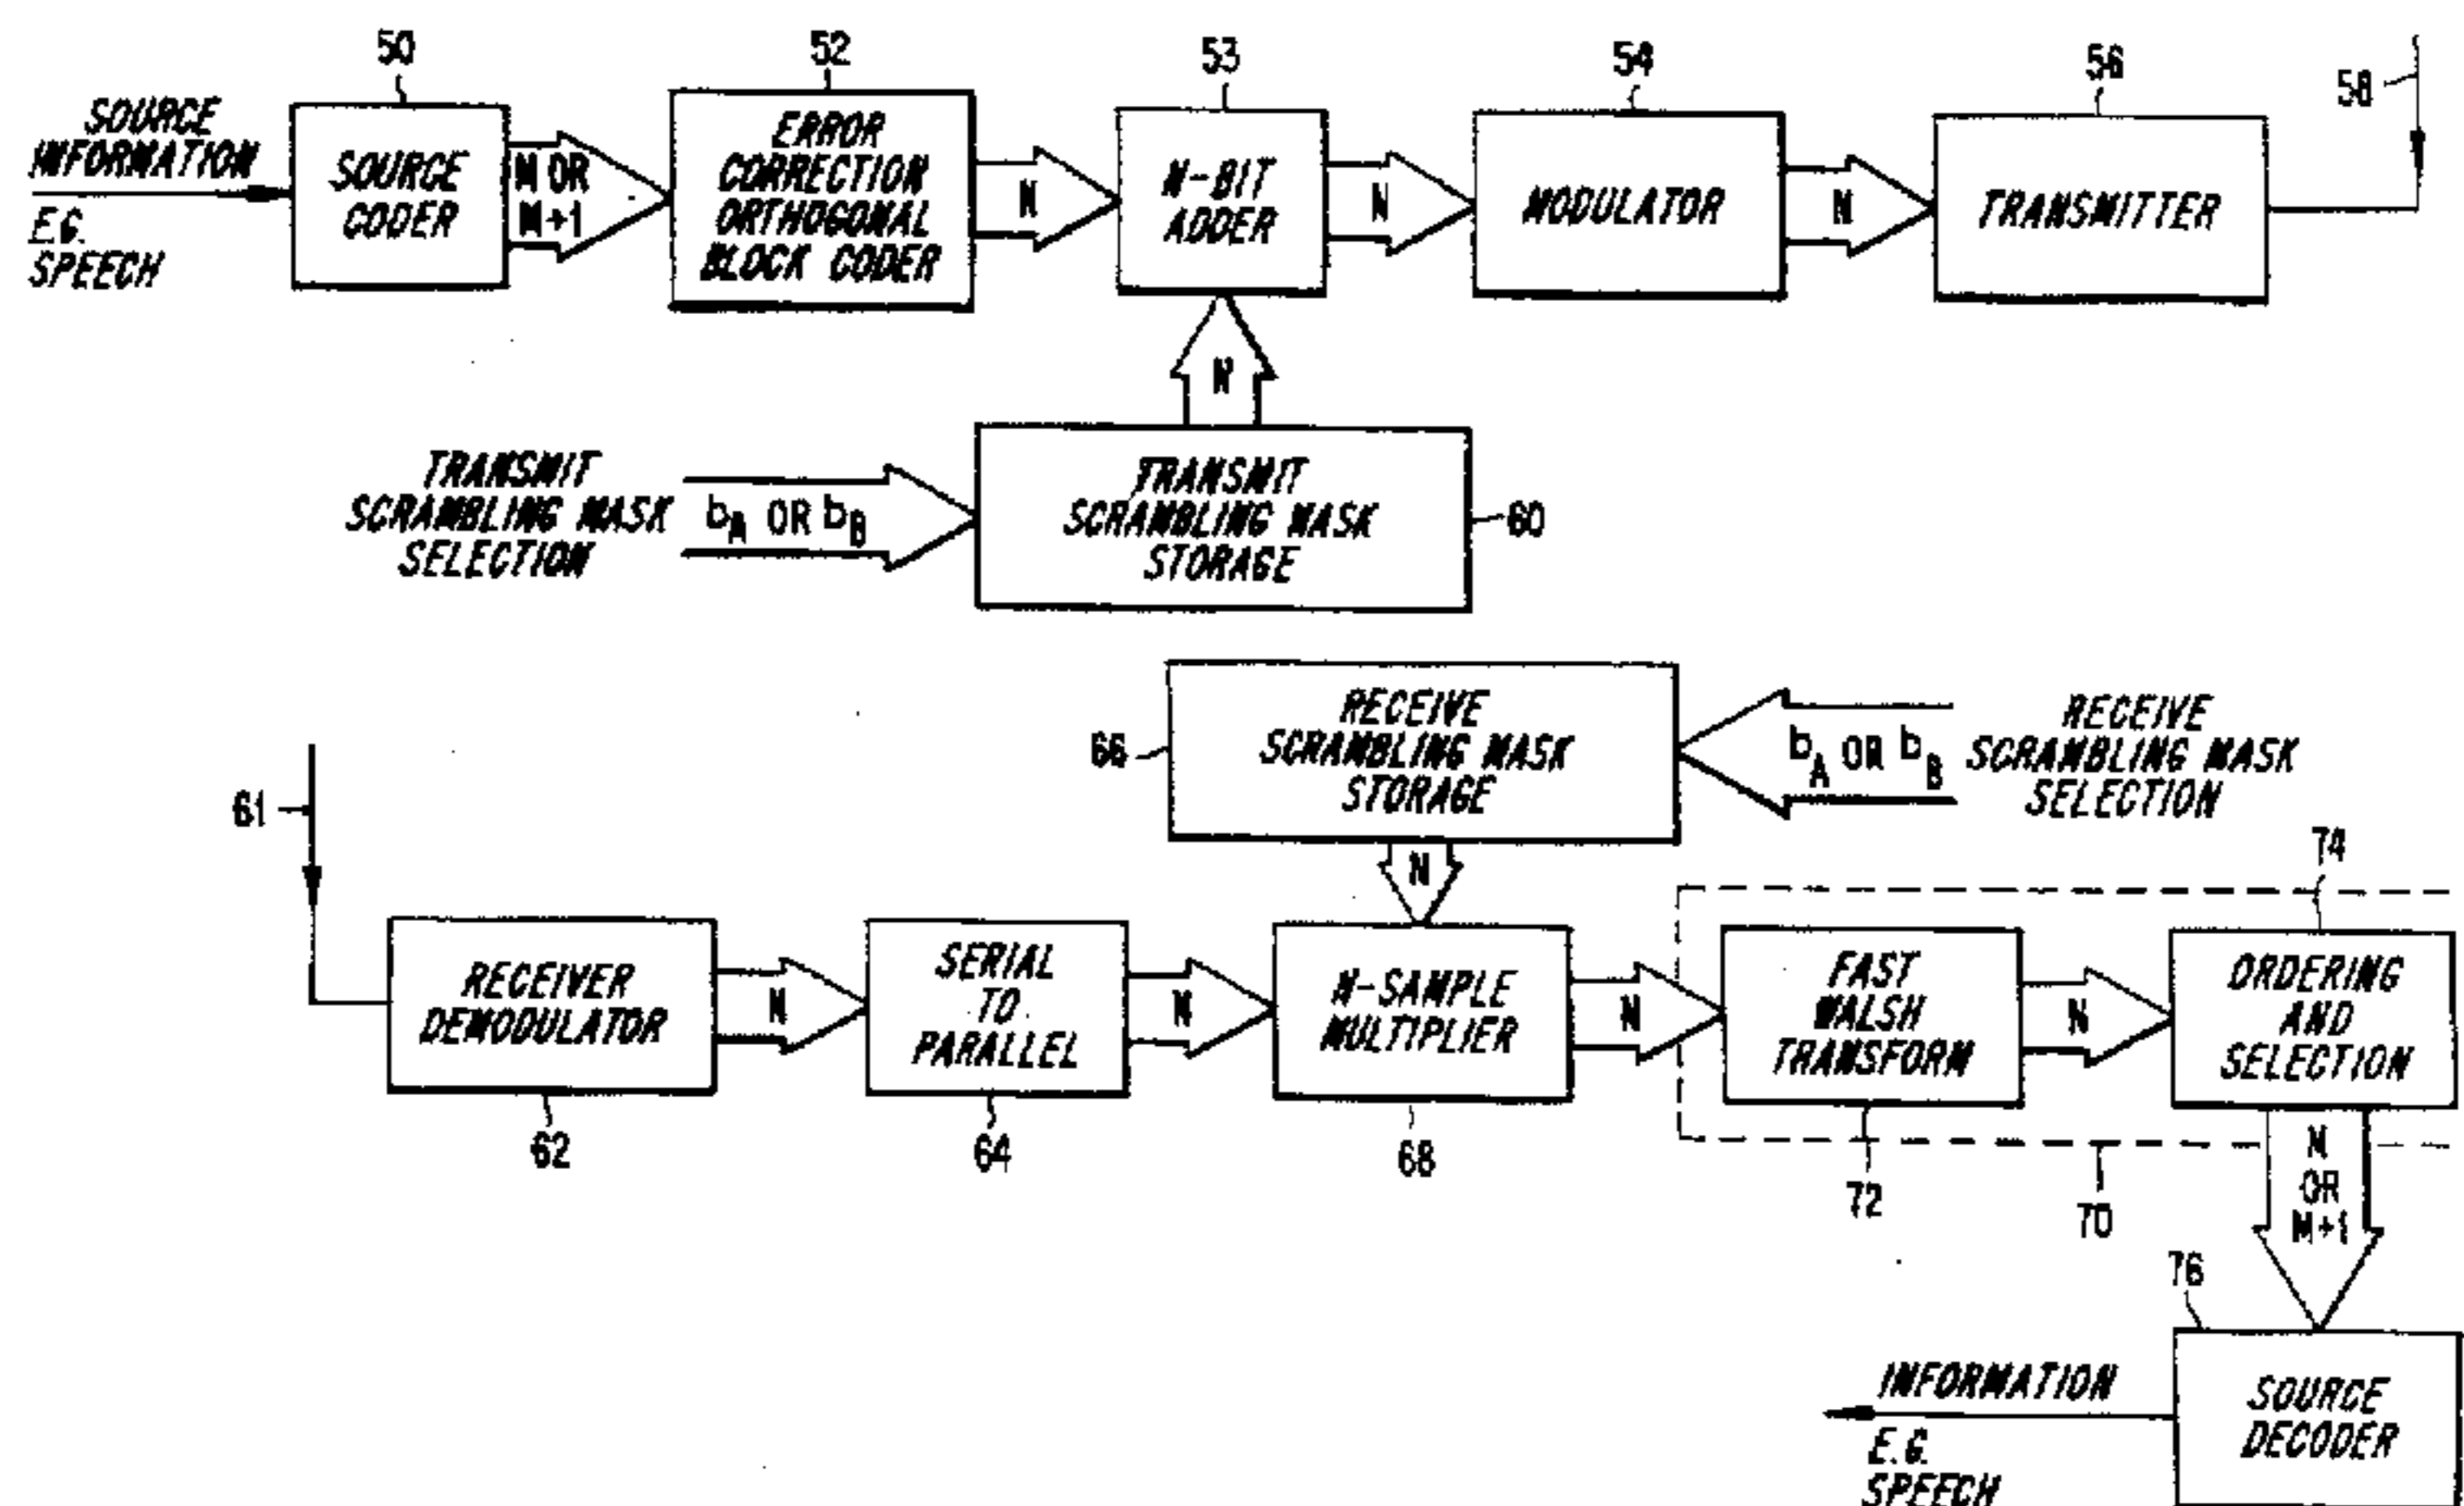 50
52
53
54
56
58
SOURCE
INFORMATION
E.G.
SPEECH
SOURCE
CODER
M OR
M+1
ERROR
CORRECTION
ORTHOGONAL
BLOCK CODER
N
N-BIT
ADDER
N
MODULATOR
N
TRANSMITTER
N
TRANSMIT
SCRAMBLING MASK
SELECTION
bA OR bB
TRANSMIT
SCRAMBLING MASK
STORAGE
60
66
RECEIVE
SCRAMBLING MASK
STORAGE
bA OR bB
RECEIVE
SCRAMBLING MASK
SELECTION
61
N
74
RECEIVER
DEMODULATOR
N
SERIAL
TO
PARALLEL
N
N-SAMPLE
MULTIPLIER
N
FAST
WALSH
TRANSFORM
N
ORDERING
AND
SELECTION
62
64
68
72
70
M
OR
M+1
76
INFORMATION
E.G.
SPEECH
SOURCE
DECODER